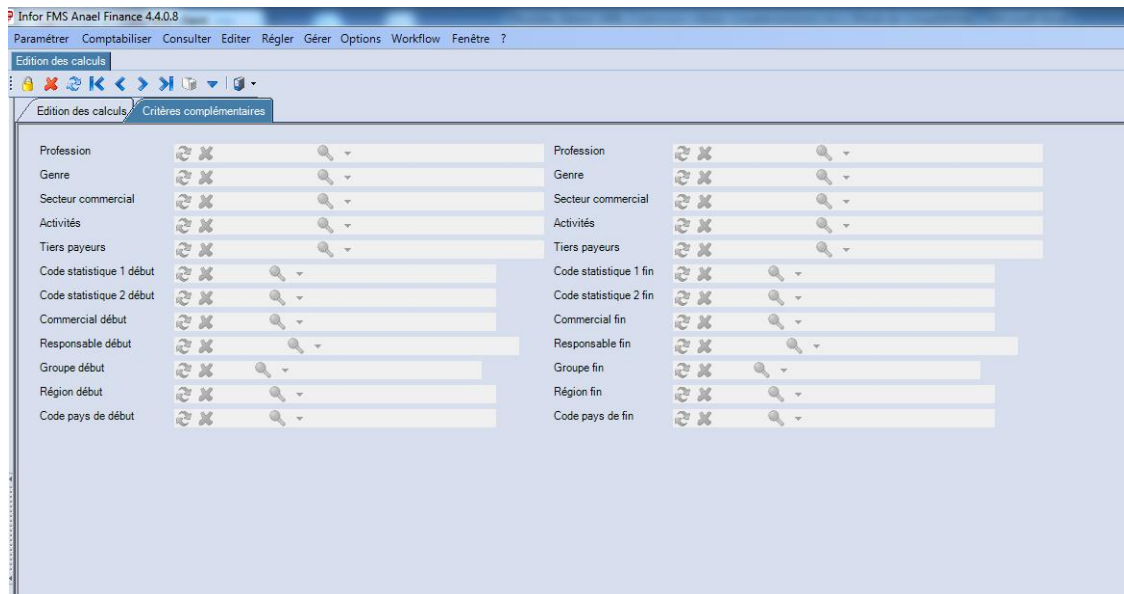 Infor FMS Anael Finance 4.4.0.8
Paramétrer Comptabiliser Consulter Editer Régler Gérer Options Workflow Fenêtre ?
Edition des calculs
Edition des calculs Critères complémentaires
Profession Profession
Genre Genre
Secteur commercial Secteur commercial
Activités Activités
Tiers payeurs Tiers payeurs
Code statistique 1 début Code statistique 1 fin
Code statistique 2 début Code statistique 2 fin
Commercial début Commercial fin
Responsable début Responsable fin
Groupe début Groupe fin
Région début Région fin
Code pays de début Code pays de fin